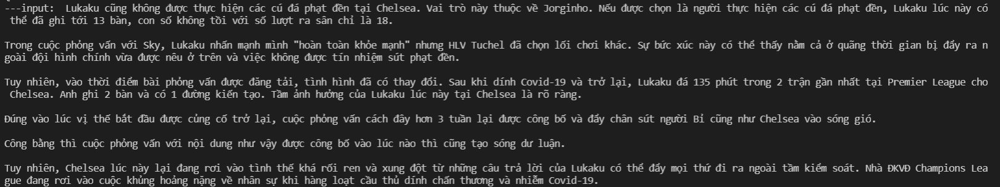 ---input:  Lukaku cũng không được thực hiện các cú đá phạt đền tại Chelsea. Vai trò này thuộc về Jorginho. Nếu được chọn là người thực hiện các cú đá phạt đền, Lukaku lúc này có
thể đã ghi tới 13 bàn, con số không tồi với số lượt ra sân chỉ là 18.
Trong cuộc phỏng vấn với Sky, Lukaku nhấn mạnh mình "hoàn toàn khỏe mạnh" nhưng HLV Tuchel đã chọn lối chơi khác. Sự bức xúc này có thể thấy nằm cả ở quãng thời gian bị đẩy ra n
goài đội hình chính vừa được nêu ở trên và việc không được tín nhiệm sút phạt đền.
Tuy nhiên, vào thời điểm bài phỏng vấn được đăng tải, tình hình đã có thay đổi. Sau khi dính Covid-19 và trở lại, Lukaku đá 135 phút trong 2 trận gần nhất tại Premier League cho
Chelsea. Anh ghi 2 bàn và có 1 đường kiến tạo. Tầm ảnh hưởng của Lukaku lúc này tại Chelsea là rõ ràng.
Đúng vào lúc vị thế bắt đầu được củng cố trở lại, cuộc phỏng vấn cách đây hơn 3 tuần lại được công bố và đẩy chân sút người Bỉ cũng như Chelsea vào sóng gió.
Công bằng thì cuộc phỏng vấn với nội dung như vậy được công bố vào lúc nào thì cũng tạo sóng dư luận.
Tuy nhiên, Chelsea lúc này lại đang rơi vào tình thế khá rối ren và xung đột từ những câu trả lời của Lukaku có thể đẩy mọi thứ đi ra ngoài tầm kiểm soát. Nhà ĐKVĐ Champions Lea
gue đang rơi vào cuộc khủng hoảng nặng về nhân sự khi hàng loạt cầu thủ dính chấn thương và nhiễm Covid-19.